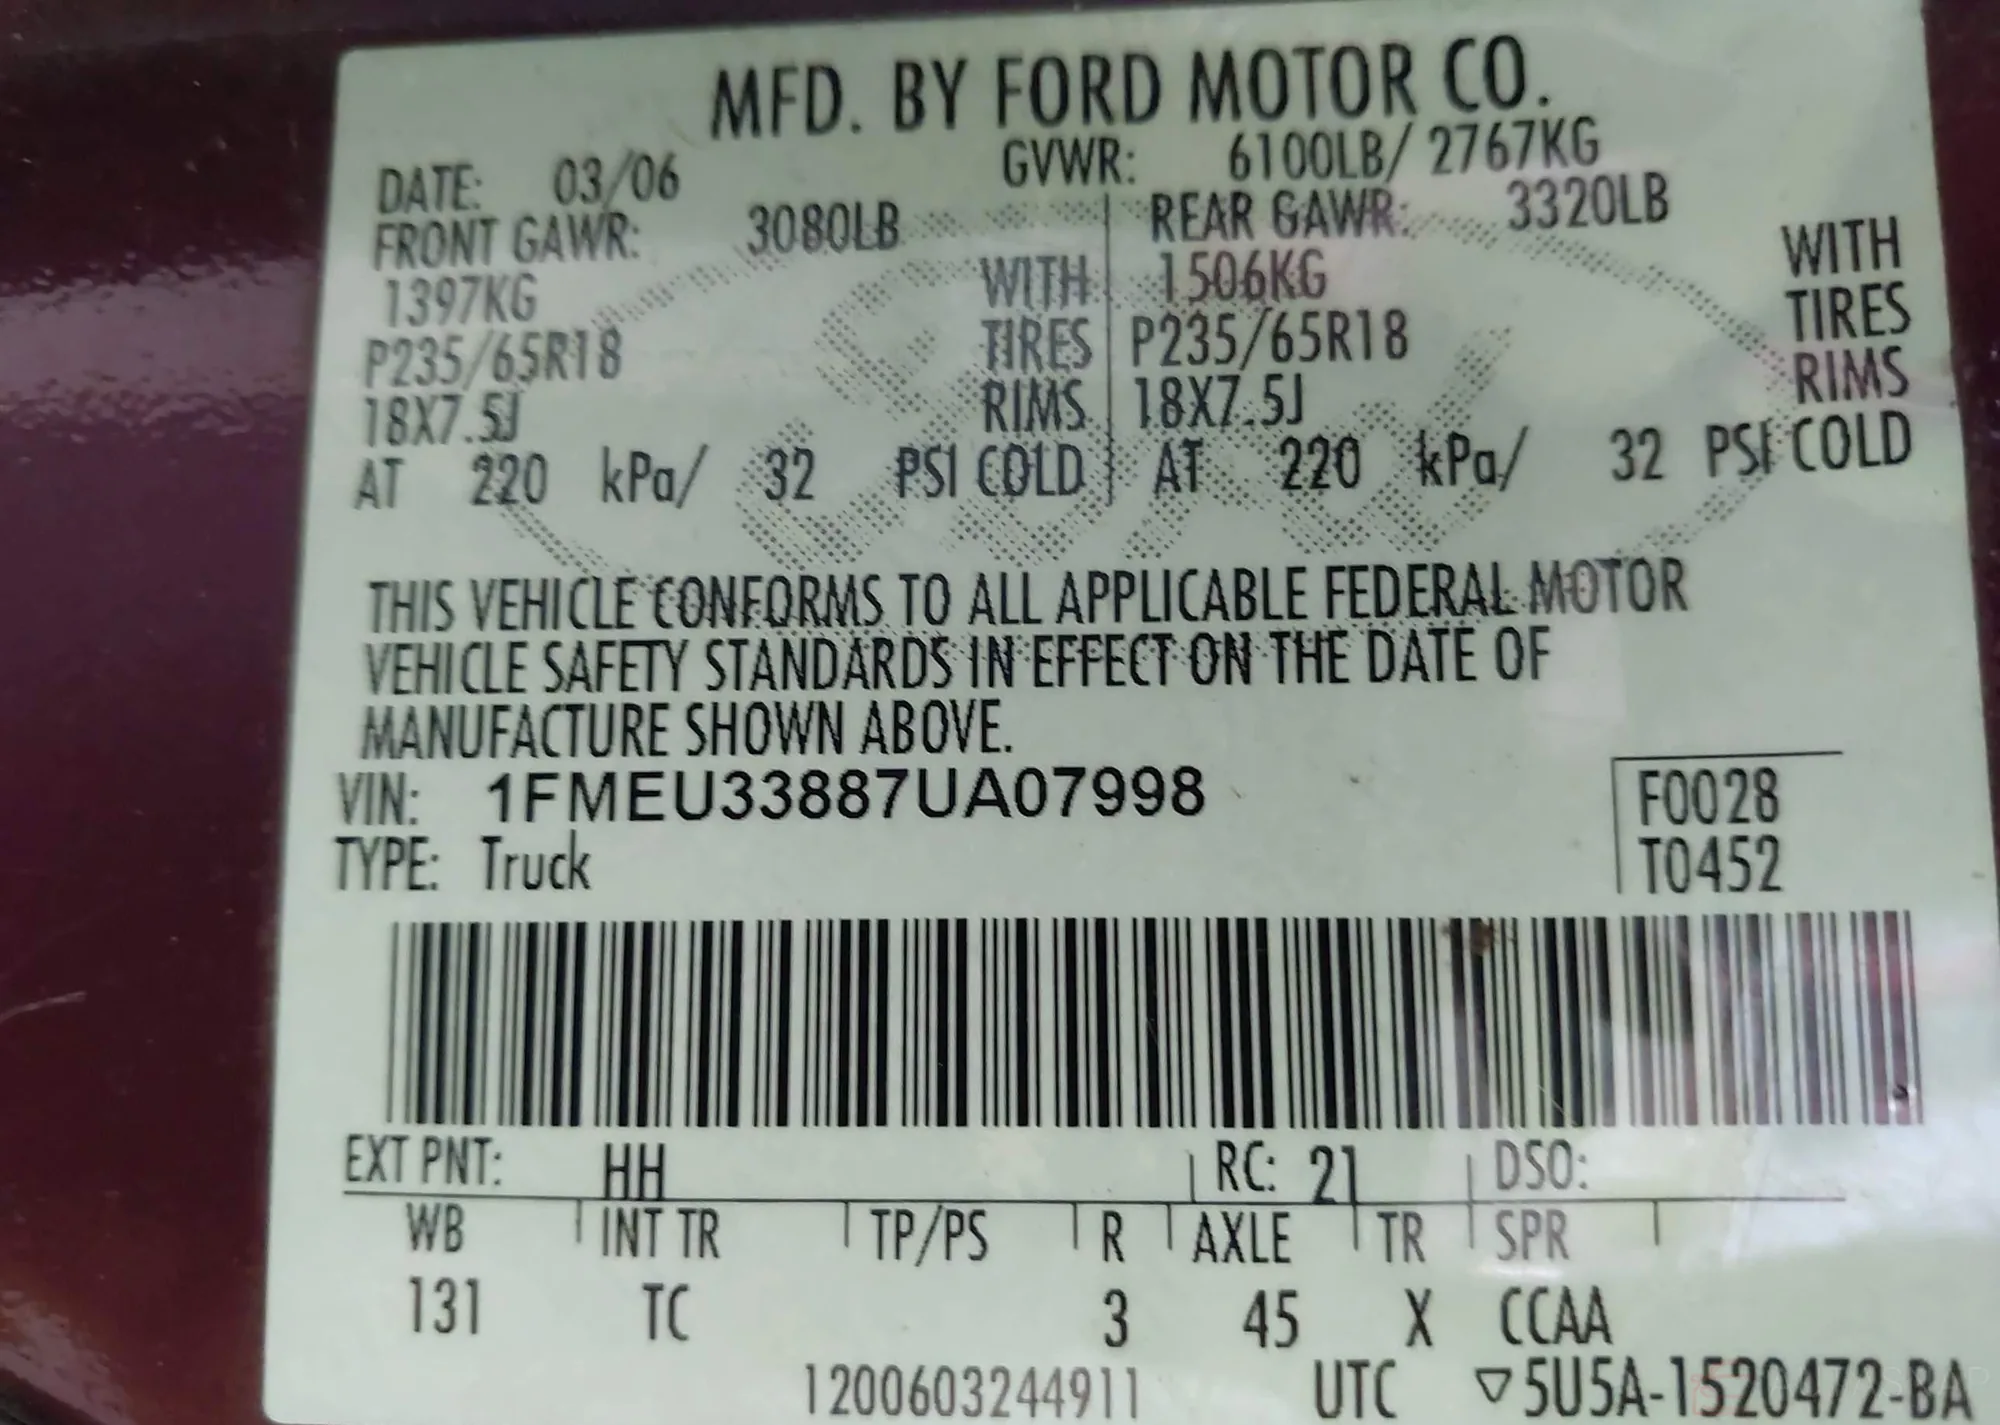 MFD. BY FORD MOTOR CO.
DATE: 03/06 GVWR: 6100LB/ 2767KG
FRONT GAWR: 3080LB REAR GAWR: 3320LB
1397KG WITH 1506KG WITH
P235/65R18 TIRES P235/65R18 TIRES
18X7.5J RIMS 18X7.5J RIMS
AT 220 kPa/ 32 PSI COLD AT 220 kPa/ 32 PSI COLD
THIS VEHICLE CONFORMS TO ALL APPLICABLE FEDERAL MOTOR
VEHICLE SAFETY STANDARDS IN EFFECT ON THE DATE OF
MANUFACTURE SHOWN ABOVE.
VIN: 1FMEU33887UA07998 F0028
TYPE: Truck T0452
EXT PNT: HH RC: 21 DSO:
WB INT TR TP/PS R AXLE TR SPR
131 TC 3 45 X CCAA
1200603244911 UTC ▽5U5A-1520472-BA